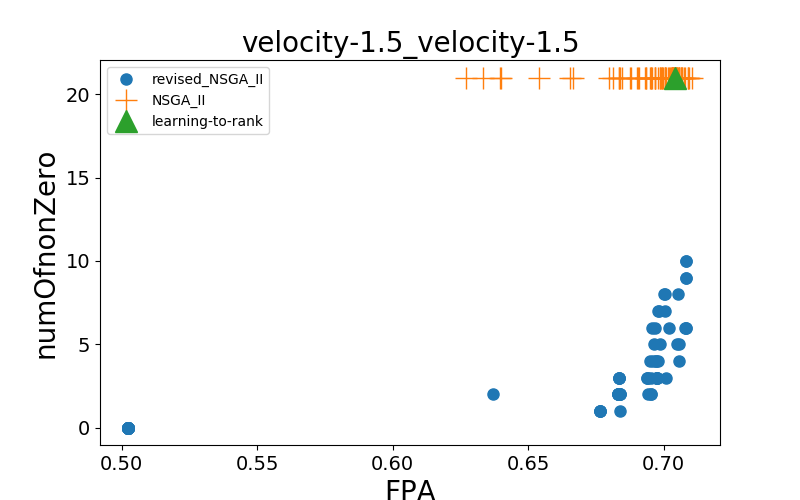 velocity-1.5_velocity-1.5
revised_NSGA_II
NSGA_II
learning-to-rank
numOfnonZero
20
15
10
5
0
0.50 0.55 0.60 0.65 0.70
FPA